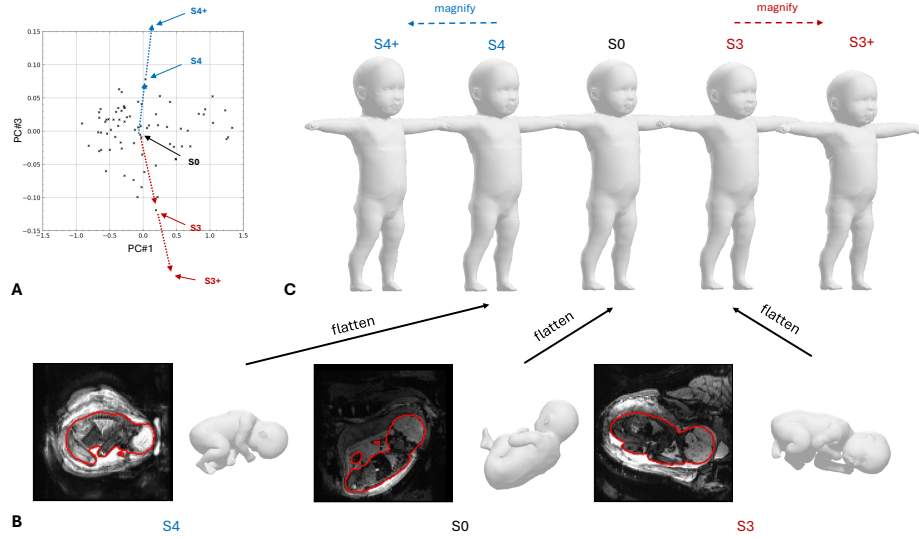 S4+
0.15
0.10
S4
0.05
PC#3
0.00
−0.05
S0
−0.10
S3
−0.15
−1.5 −1.0 −0.5 0.0 0.5 1.0 1.5
PC#1
S3+
A
magnify magnify
S4+ S4 S0 S3 S3+
C
flatten flatten flatten
B
S4 S0 S3